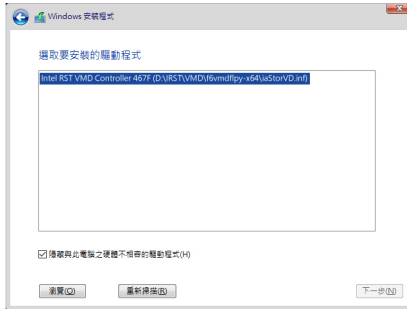 Windows 安裝程式
選取要安裝的驅動程式
Intel RST VMD Controller 467F (D:\IRST\VMD\f6vmdflpy-x64\iaStorVD.inf)
隱藏與此電腦之硬體不相容的驅動程式(H)
瀏覽(O) 重新掃描(R) 下一步(N)